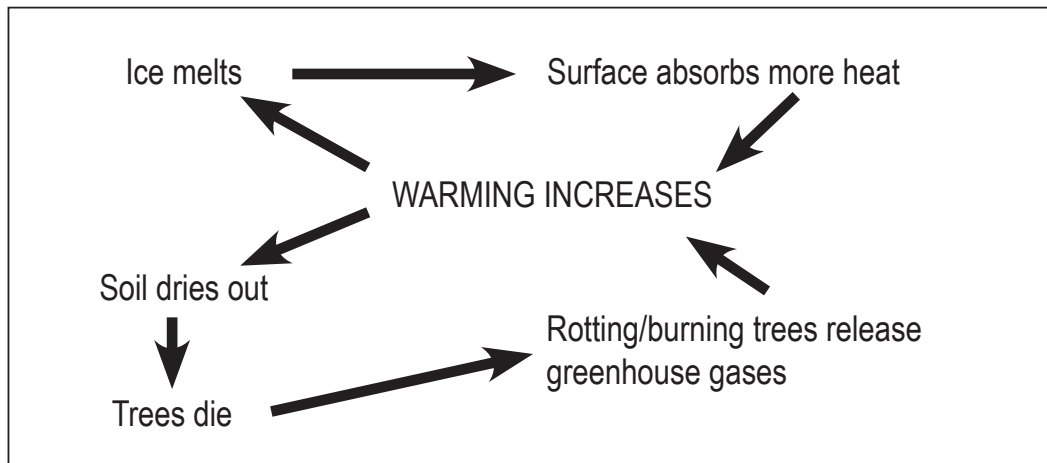 Ice melts
Surface absorbs more heat
WARMING INCREASES
Soil dries out
Rotting/burning trees release
greenhouse gases
Trees die